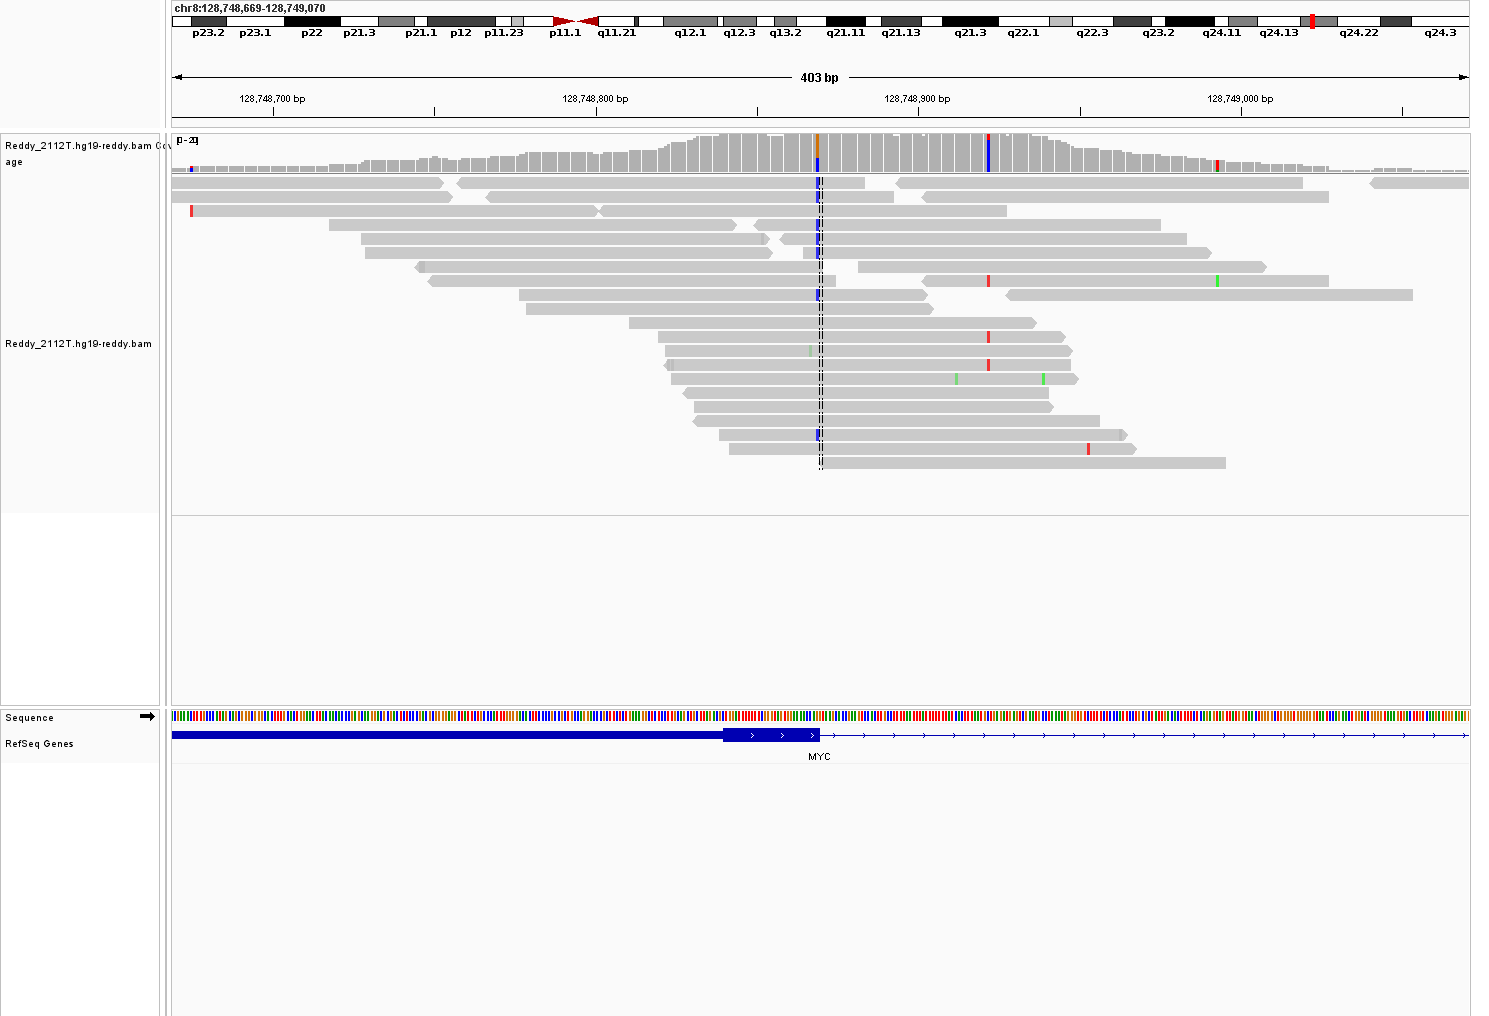 chr8:128,748,669-128,749,070
p23.2 p23.1 p22 p21.3 p21.1 p12 p11.23 p11.1 q11.21 q12.1 q12.3 q13.2 q21.11 q21.13 q21.3 q22.1 q22.3 q23.2 q24.11 q24.13 q24.22 q24.3
403 bp
128,748,700 bp 128,748,800 bp 128,748,900 bp 128,749,000 bp
Reddy_2112T.hg19-reddy.bam Cov
age
[0 - 20]
Reddy_2112T.hg19-reddy.bam
Sequence
RefSeq Genes
MYC